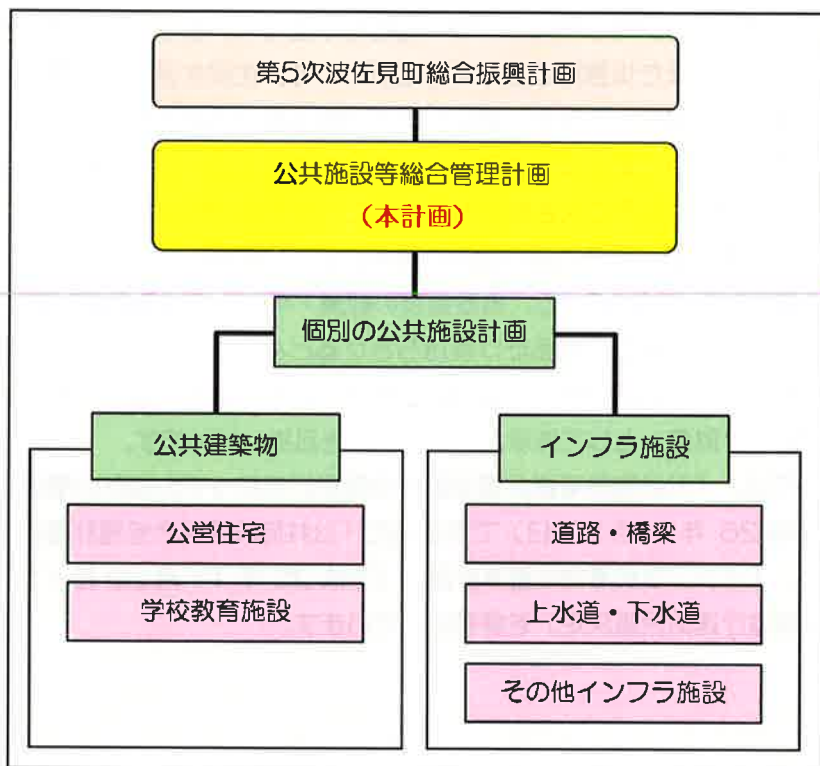 第5次波佐見町総合振興計画
公共施設等総合管理計画
(本計画)
個別の公共施設計画
公共建築物
公営住宅
学校教育施設
インフラ施設
道路・橋梁
上水道・下水道
その他インフラ施設